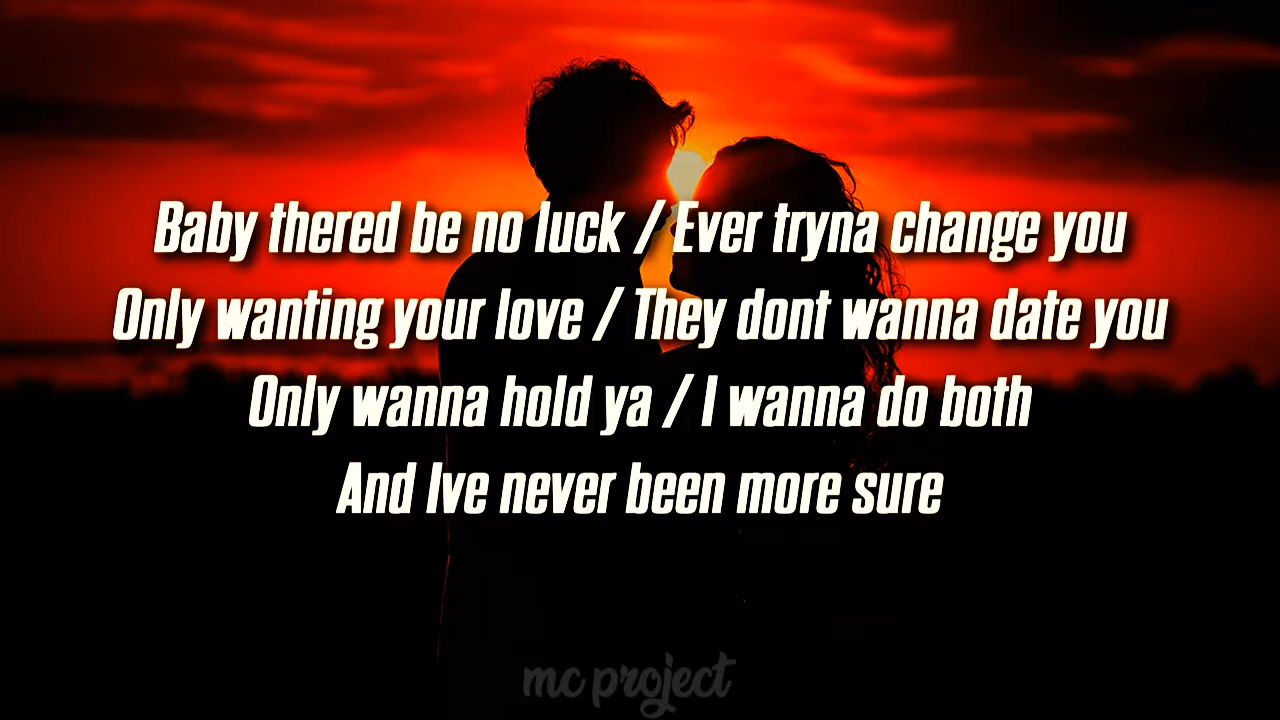 Baby thered be no luck / Ever tryna change you
Only wanting your love / They dont wanna date you
Only wanna hold ya / I wanna do both
And Ive never been more sure
mc project